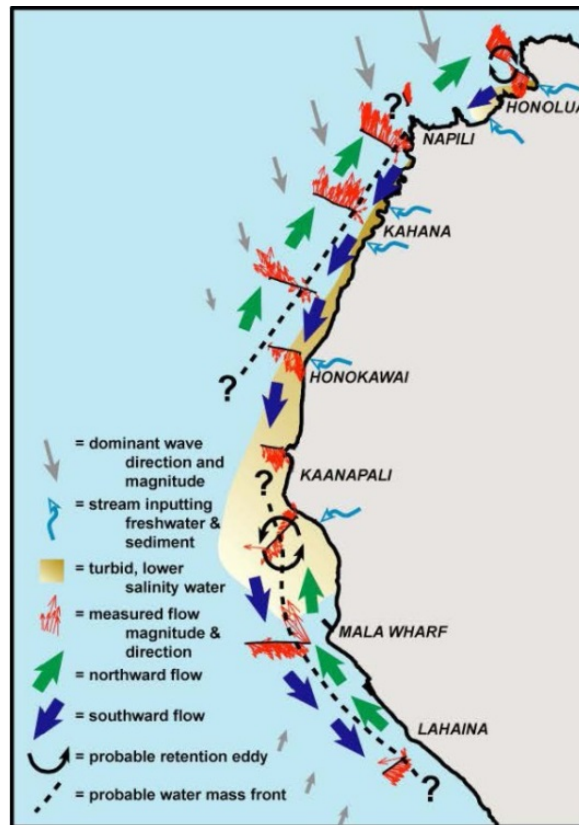 HONOLUA
?
NAPILI
KAHANA
?
HONOKAWAI
KAANAPALI
?
MALA WHARF
LAHAINA
?
= dominant wave
direction and
magnitude
= stream inputting
freshwater &
sediment
= turbid, lower
salinity water
= measured flow
magnitude &
direction
= northward flow
= southward flow
= probable retention eddy
= probable water mass front